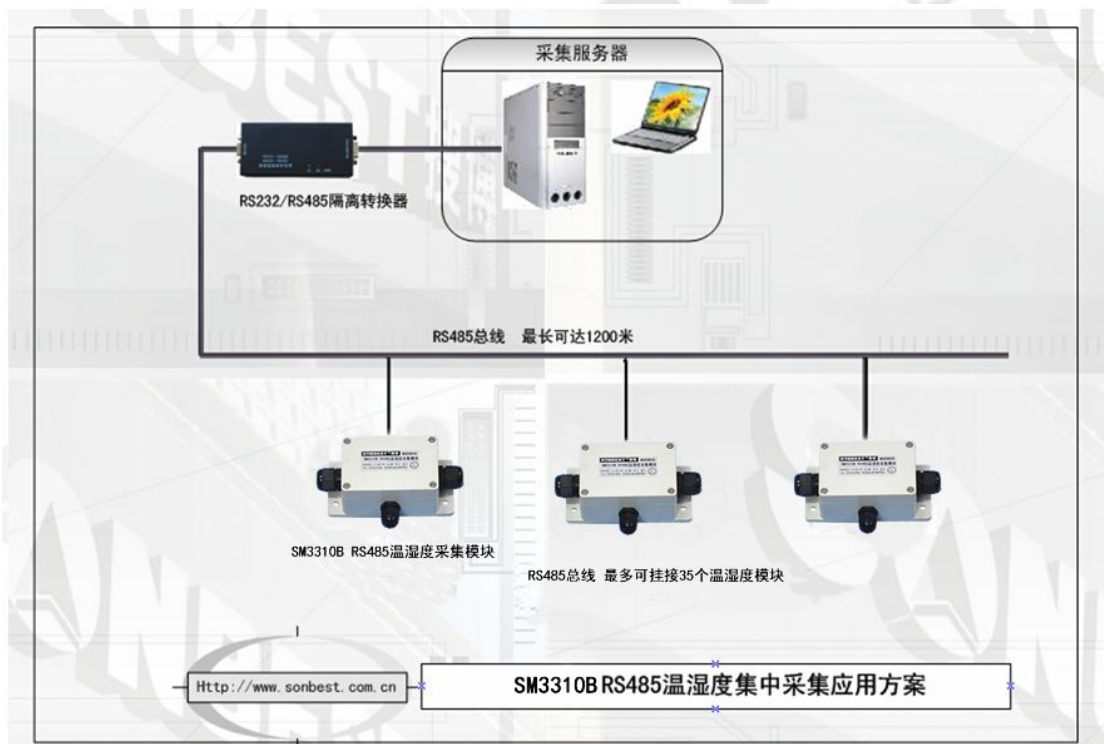 采集服务器
RS232/RS485隔离转换器
RS485总线 最长可达1200米
SM3310B RS485温湿度采集模块
RS485总线 最多可挂接35个温湿度模块
Http://www.sonbest.com.cn
SM3310B RS485温湿度集中采集应用方案